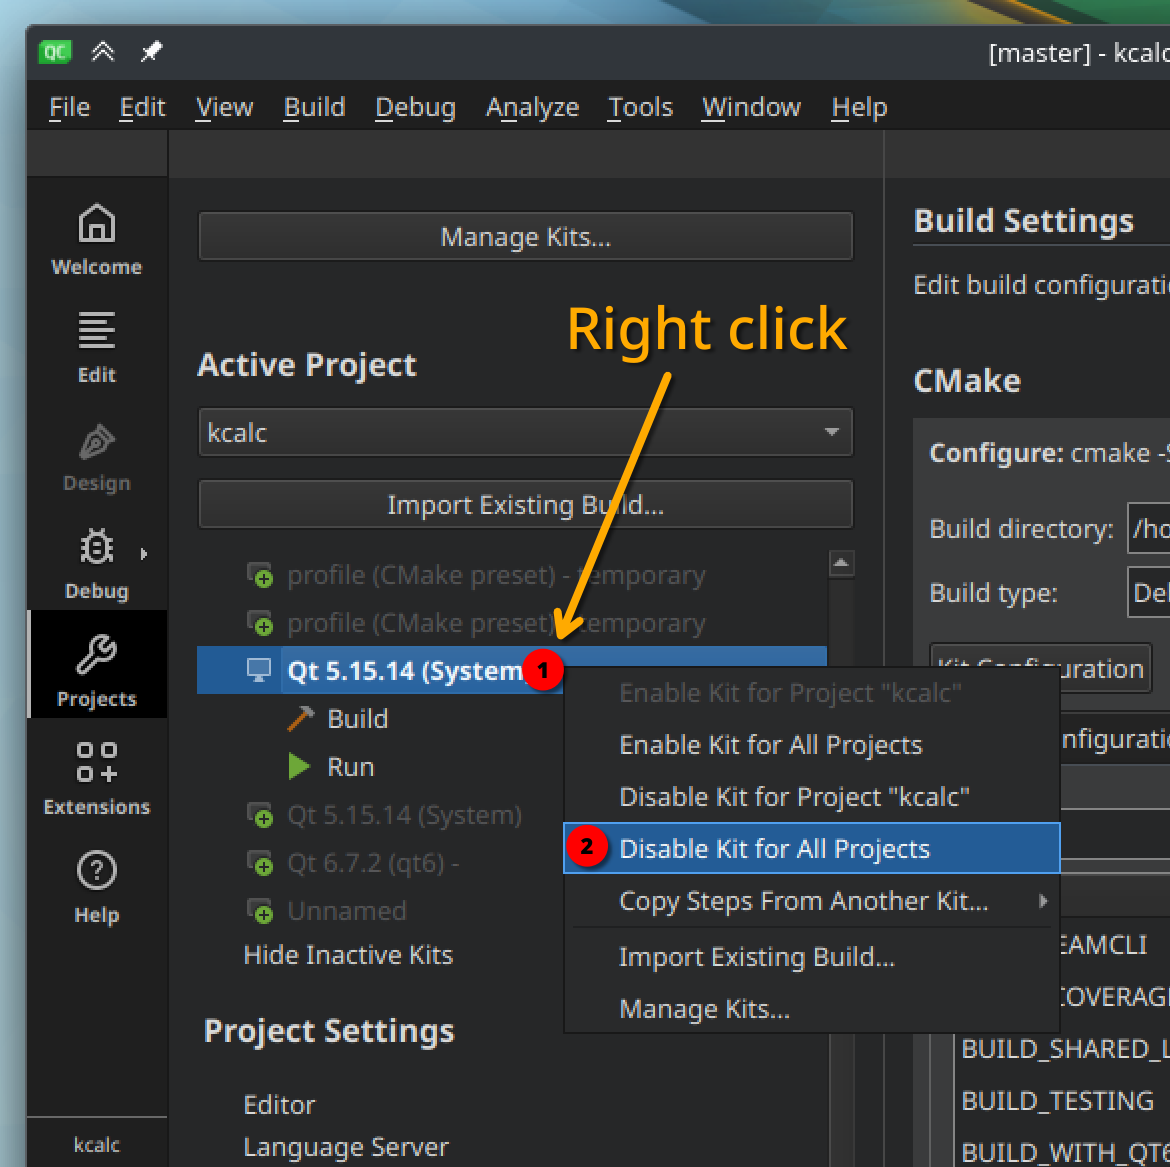 QC
[master] - kcalc
File Edit View Build Debug Analyze Tools Window Help
Welcome
Edit
Design
Debug
Projects
Extensions
Help
kcalc
Manage Kits...
Right click
Active Project
kcalc
Import Existing Build...
profile (CMake preset) - temporary
profile (CMake preset) - temporary
Qt 5.15.14 (System)
1
Build
Run
Qt 5.15.14 (System)
Qt 6.7.2 (qt6) -
Unnamed
Hide Inactive Kits
Project Settings
Editor
Language Server
Enable Kit for Project "kcalc"
Enable Kit for All Projects
Disable Kit for Project "kcalc"
2
Disable Kit for All Projects
Copy Steps From Another Kit...
Import Existing Build...
Manage Kits...
Build Settings
Edit build
CMake
Configure: cmake
Build directory: /ho
Build type:
Kit Configuration
EAMCLI
BUILD_SHARED_L
BUILD_TESTING
BUILD_WITH_QT6